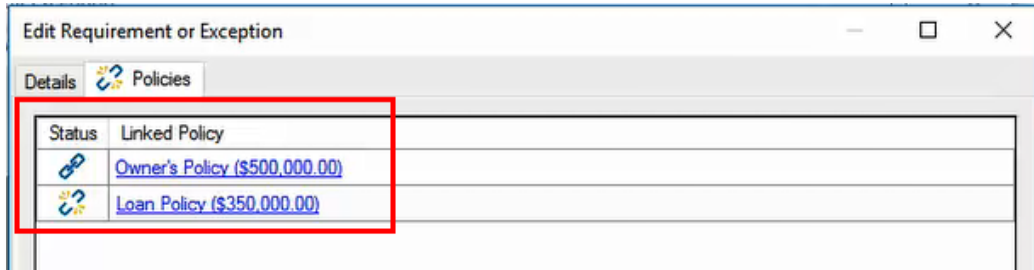 Edit Requirement or Exception
Details Policies
Status Linked Policy
Owner's Policy ($500,000.00)
Loan Policy ($350,000.00)